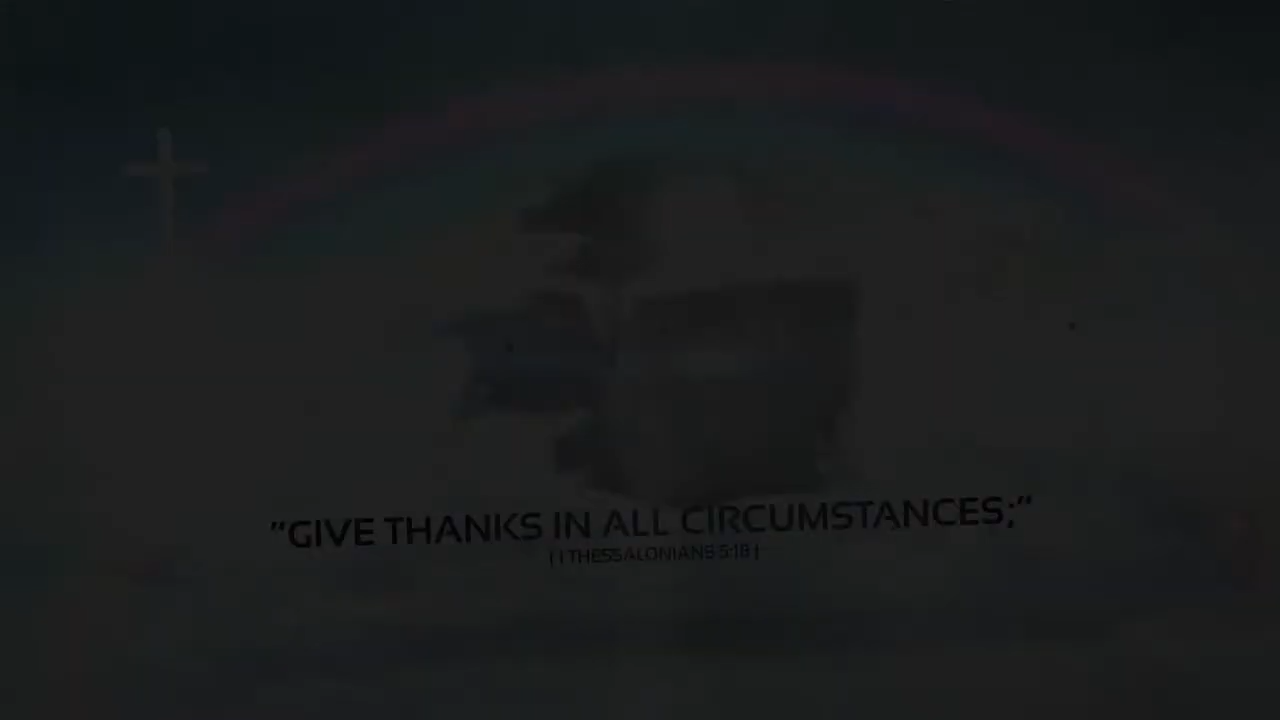 "GIVE THANKS IN ALL CIRCUMSTANCES;"
( 1 THESSALONIANS 5:18 )